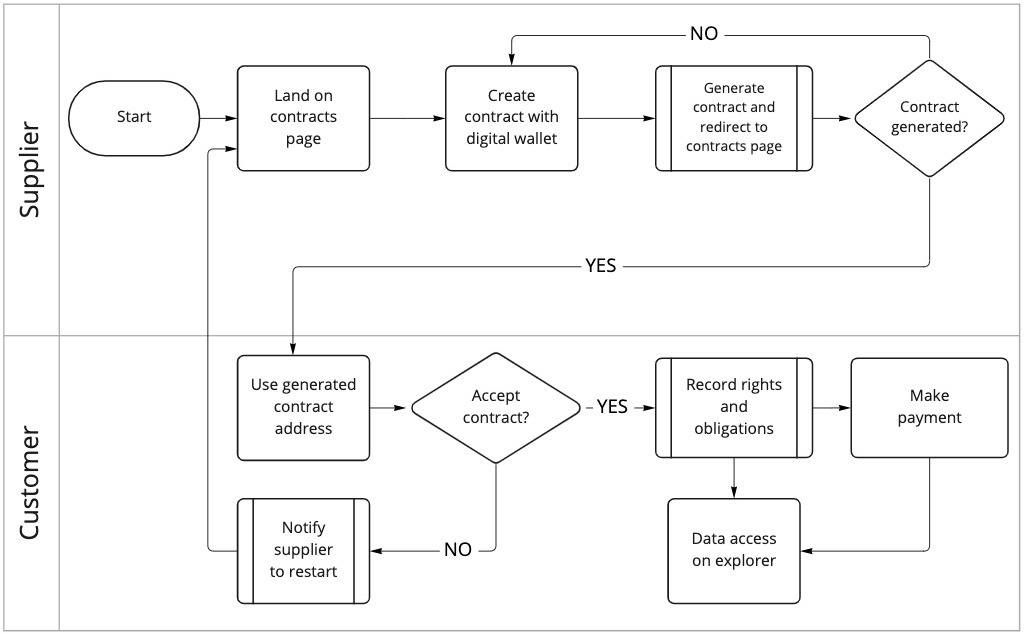 Supplier
Start
Land on
contracts
page
Create
contract with
digital wallet
Generate
contract and
redirect to
contracts page
Contract
generated?
NO
YES
Customer
Use generated
contract
address
Accept
contract?
YES
Record rights
and
obligations
Make
payment
Notify
supplier
to restart
NO
Data access
on explorer